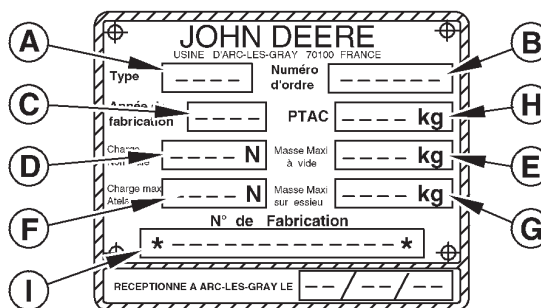 JOHN DEERE
USINE D'ARC-LES-GRAY 70100 FRANCE
A
Type _ _ _ _
Numéro d'ordre _ _ _ _ _ _
B
C
Année fabrication _ _ _ _
PTAC _ _ _ _ kg
H
D
Charge _ _ _ _ N
Masse Maxi à vide _ _ _ _ kg
E
F
Charge max _ _ _ _ N
Masse Maxi sur essieu _ _ _ _ kg
G
N° de Fabrication
* _ _ _ _ _ _ _ _ _ _ _ _ _ *
I
RECEPTIONNE A ARC-LES-GRAY LE _ _ / _ _ / _ _